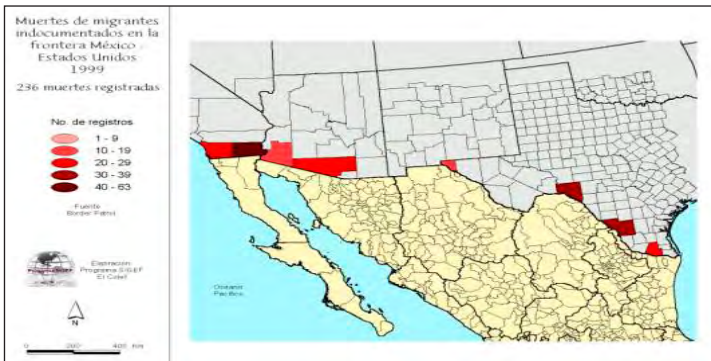 Muertes de migrantes
indocumentados en la
frontera México -
Estados Unidos
1999
236 muertes registradas
No. de registros
1 - 9
10 - 19
20 - 29
30 - 39
40 - 63
Fuente
Border Patrol
Elaboración
Programa SIGEF
El Colef
N
0 200 400 Km
Océano
Pacífico